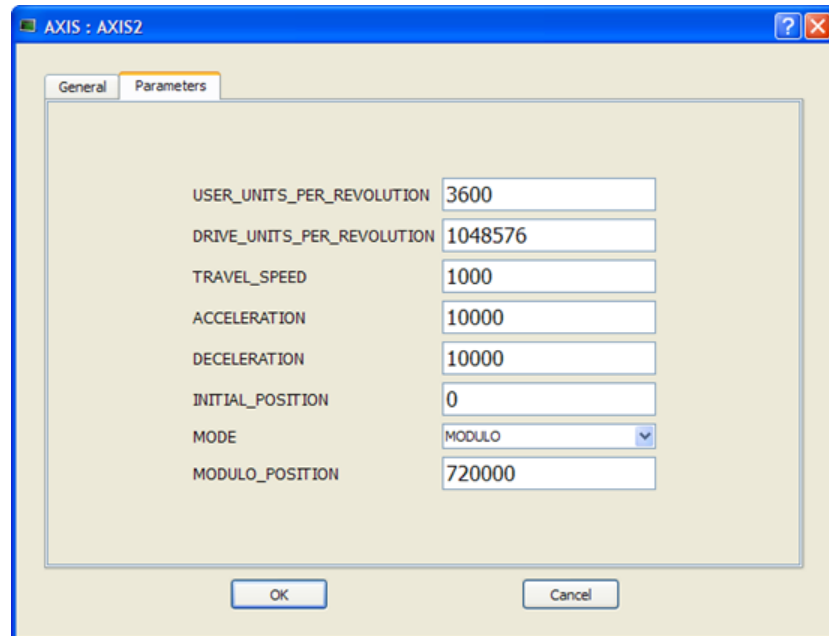 AXIS : AXIS2
General Parameters
USER_UNITS_PER_REVOLUTION 3600
DRIVE_UNITS_PER_REVOLUTION 1048576
TRAVEL_SPEED 1000
ACCELERATION 10000
DECELERATION 10000
INITIAL_POSITION 0
MODE MODULO
MODULO_POSITION 720000
OK Cancel